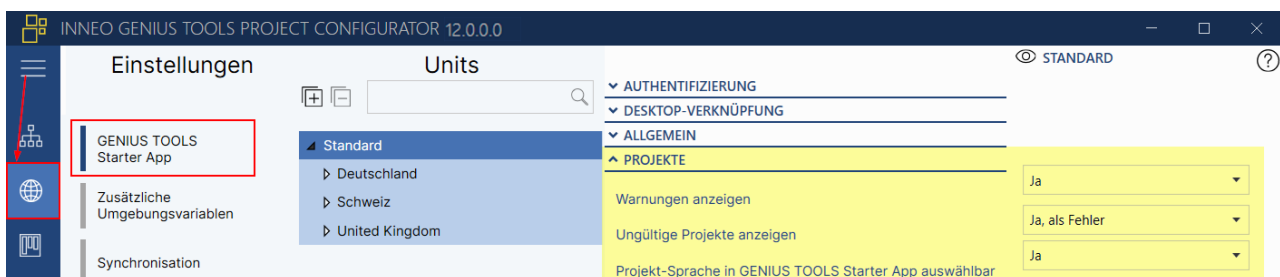 INNEO GENIUS TOOLS PROJECT CONFIGURATOR 12.0.0.0
Einstellungen
GENIUS TOOLS
Starter App
Zusätzliche
Umgebungsvariablen
Synchronisation
Units
Standard
Deutschland
Schweiz
United Kingdom
STANDARD
AUTHENTIFIZIERUNG
DESKTOP-VERKNÜPFUNG
ALLGEMEIN
PROJEKTE
Warnungen anzeigen
Ja
Ungültige Projekte anzeigen
Ja, als Fehler
Projekt-Sprache in GENIUS TOOLS Starter App auswählbar
Ja